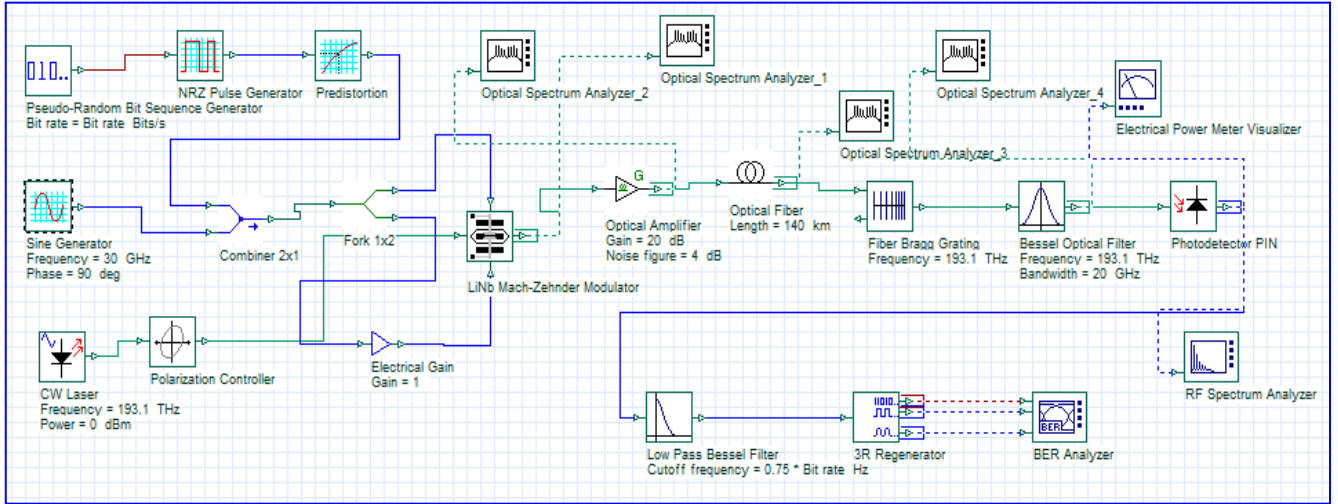 010..
NRZ Pulse Generator
Predistortion
Pseudo-Random Bit Sequence Generator
Bit rate = Bit rate Bits/s
Optical Spectrum Analyzer_2
Optical Spectrum Analyzer_1
Optical Spectrum Analyzer_4
Electrical Power Meter Visualizer
Optical Spectrum Analyzer_3
Sine Generator
Frequency = 30 GHz
Phase = 90 deg
Combiner 2x1
Fork 1x2
LiNb Mach-Zehnder Modulator
G
Optical Amplifier
Gain = 20 dB
Noise figure = 4 dB
Optical Fiber
Length = 140 km
Fiber Bragg Grating
Frequency = 193.1 THz
Bessel Optical Filter
Frequency = 193.1 THz
Bandwidth = 20 GHz
Photodetector PIN
CW Laser
Frequency = 193.1 THz
Power = 0 dBm
Polarization Controller
Electrical Gain
Gain = 1
RF Spectrum Analyzer
Low Pass Bessel Filter
Cutoff frequency = 0.75 * Bit rate Hz
3R Regenerator
BER
BER Analyzer